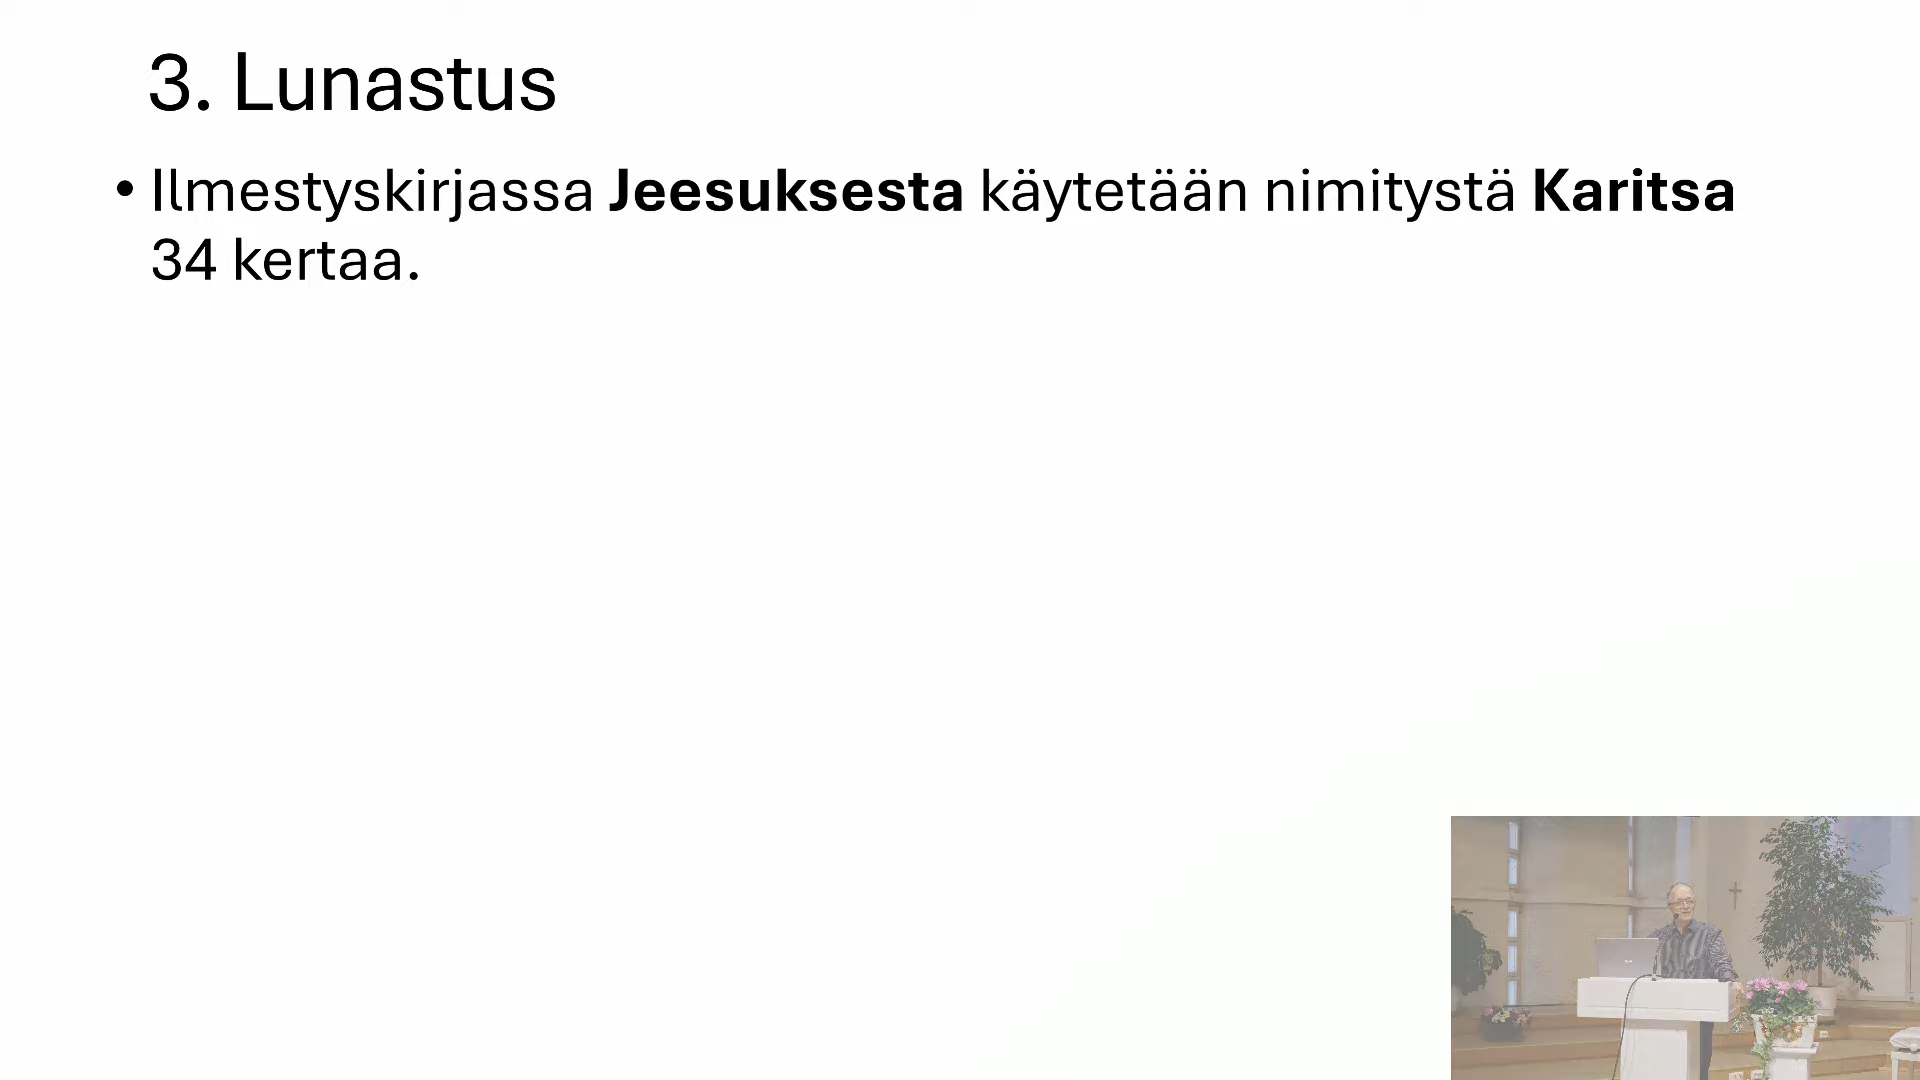 3. Lunastus
• Ilmestyskirjassa Jeesuksesta käytetään nimitystä Karitsa
34 kertaa.